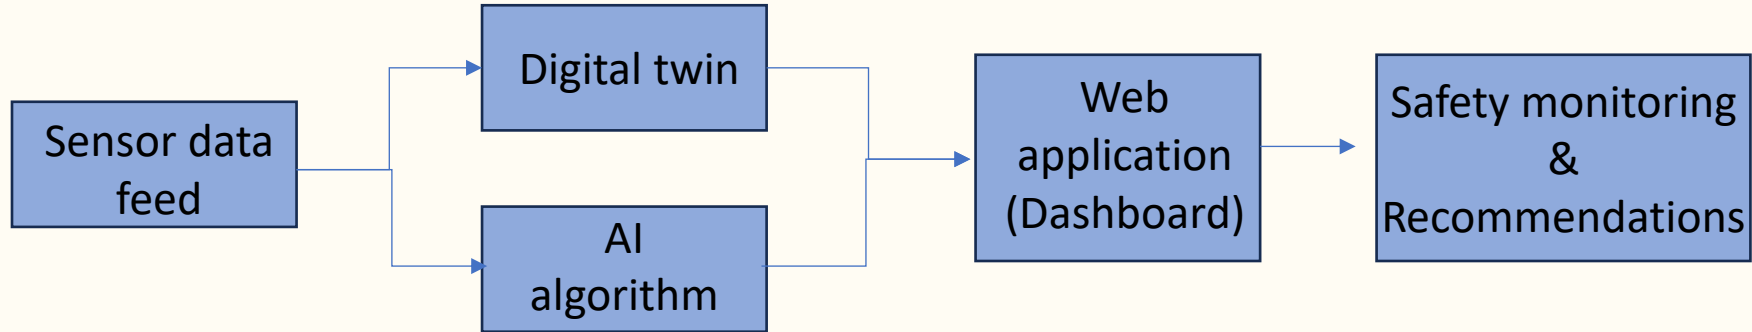 Sensor data
feed
Digital twin
AI
algorithm
Web
application
(Dashboard)
Safety monitoring
&
Recommendations